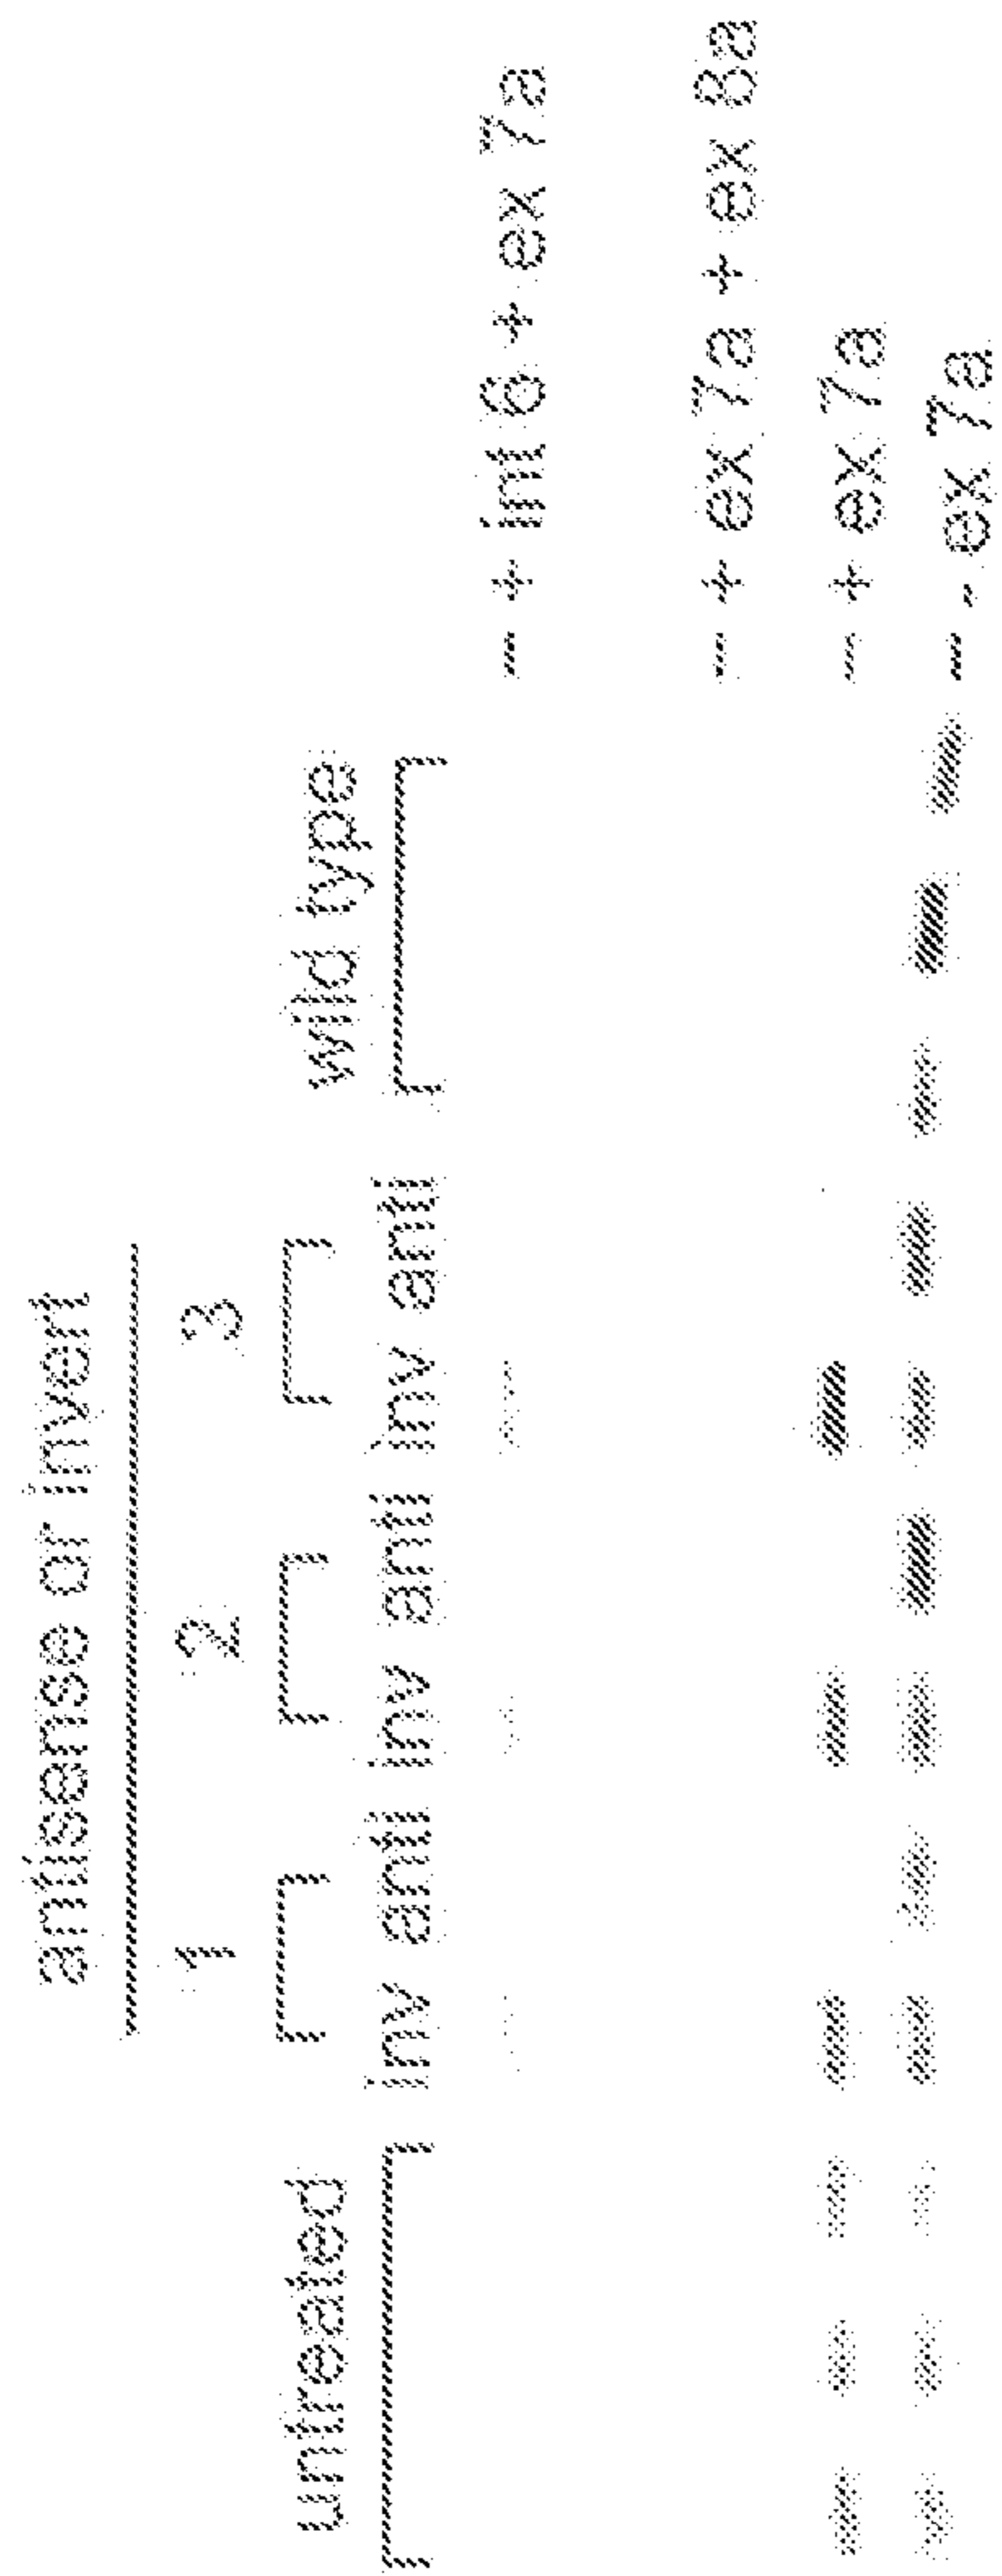 antisense or invert
1 2 3
untreated
wild type
inv anti inv anti inv anti
– + int 6 + ex 7a
– + ex 7a + ex 8a
– + ex 7a
– - ex 7a